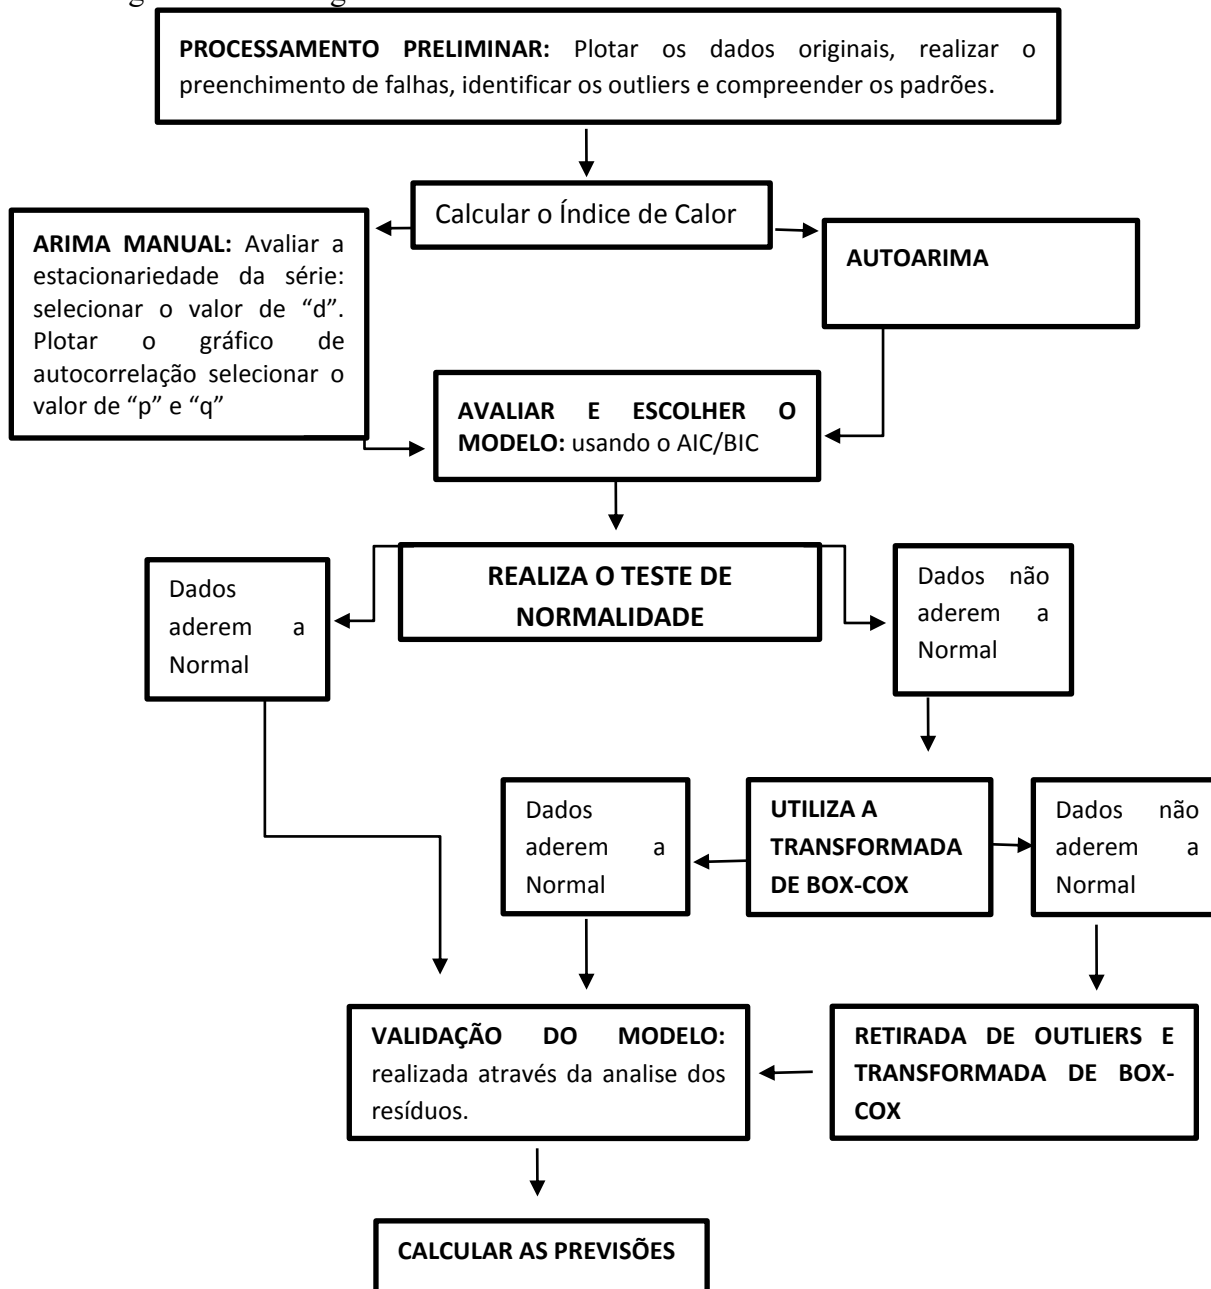 PROCESSAMENTO PRELIMINAR: Plotar os dados originais, realizar o
preenchimento de falhas, identificar os outliers e compreender os padrões.
Calcular o Índice de Calor
ARIMA MANUAL: Avaliar a
estacionariedade da série:
selecionar o valor de “d”.
Plotar o gráfico de
autocorrelação selecionar o
valor de “p” e “q”
AUTOARIMA
AVALIAR E ESCOLHER O
MODELO: usando o AIC/BIC
REALIZA O TESTE DE
NORMALIDADE
Dados
aderem a
Normal
Dados não
aderem a
Normal
Dados
aderem a
Normal
UTILIZA A
TRANSFORMADA
DE BOX-COX
Dados não
aderem a
Normal
VALIDAÇÃO DO MODELO:
realizada através da analise dos
resíduos.
RETIRADA DE OUTLIERS E
TRANSFORMADA DE BOX-
COX
CALCULAR AS PREVISÕES